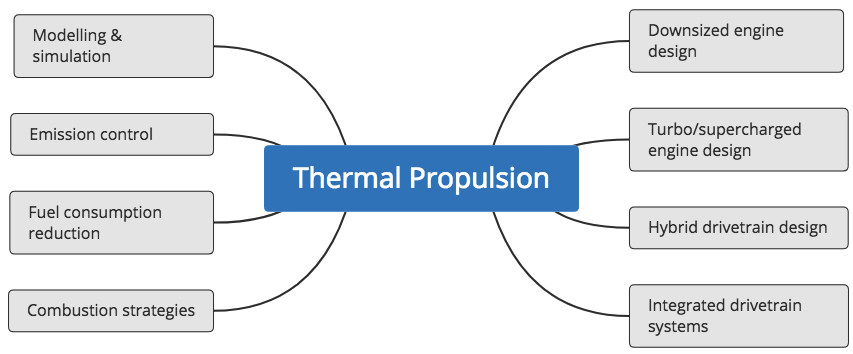 Modelling &
simulation
Emission control
Fuel consumption
reduction
Combustion strategies
Thermal Propulsion
Downsized engine
design
Turbo/supercharged
engine design
Hybrid drivetrain design
Integrated drivetrain
systems